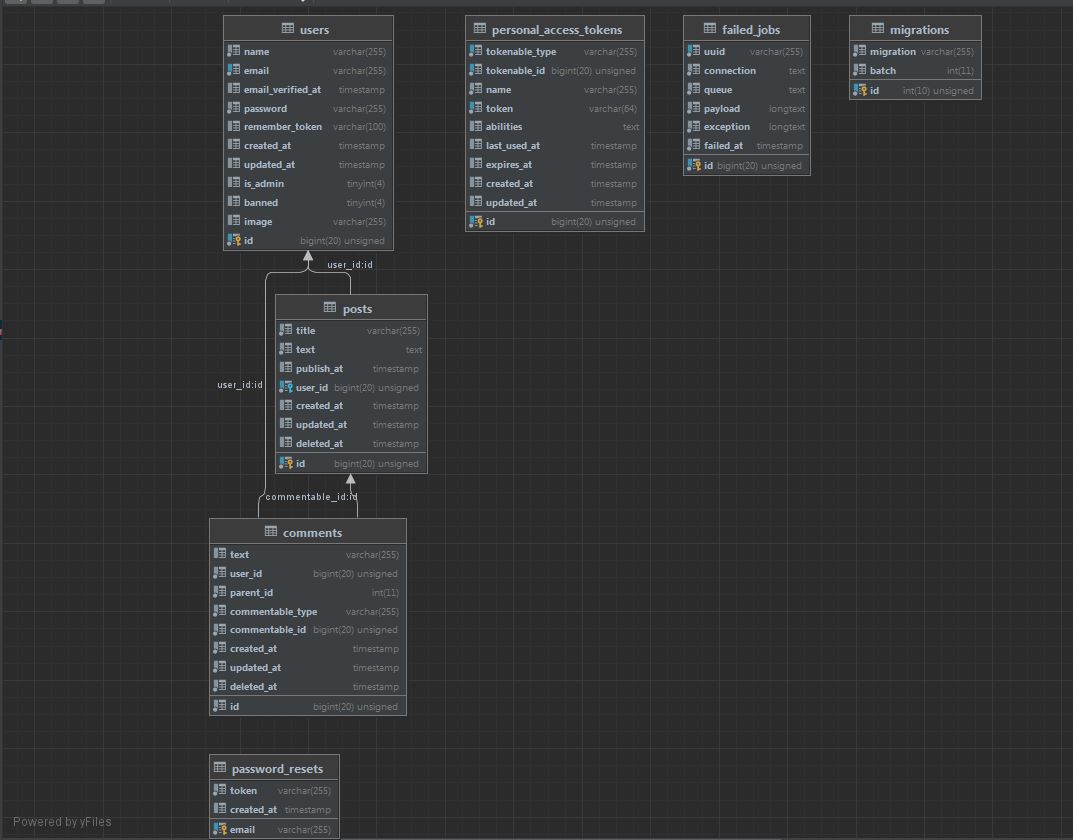 users
name varchar(255)
email varchar(255)
email_verified_at timestamp
password varchar(255)
remember_token varchar(100)
created_at timestamp
updated_at timestamp
is_admin tinyint(4)
banned tinyint(4)
image varchar(255)
id bigint(20) unsigned
personal_access_tokens
tokenable_type varchar(255)
tokenable_id bigint(20) unsigned
name varchar(255)
token varchar(64)
abilities text
last_used_at timestamp
expires_at timestamp
created_at timestamp
updated_at timestamp
id bigint(20) unsigned
failed_jobs
uuid varchar(255)
connection text
queue text
payload longtext
exception longtext
failed_at timestamp
id bigint(20) unsigned
migrations
migration varchar(255)
batch int(11)
id int(10) unsigned
user_id:id
posts
title varchar(255)
text text
publish_at timestamp
user_id bigint(20) unsigned
created_at timestamp
updated_at timestamp
deleted_at timestamp
id bigint(20) unsigned
user_id:id
commentable_id:id
comments
text varchar(255)
user_id bigint(20) unsigned
parent_id int(11)
commentable_type varchar(255)
commentable_id bigint(20) unsigned
created_at timestamp
updated_at timestamp
deleted_at timestamp
id bigint(20) unsigned
password_resets
token varchar(255)
created_at timestamp
email varchar(255)
Powered by yFiles